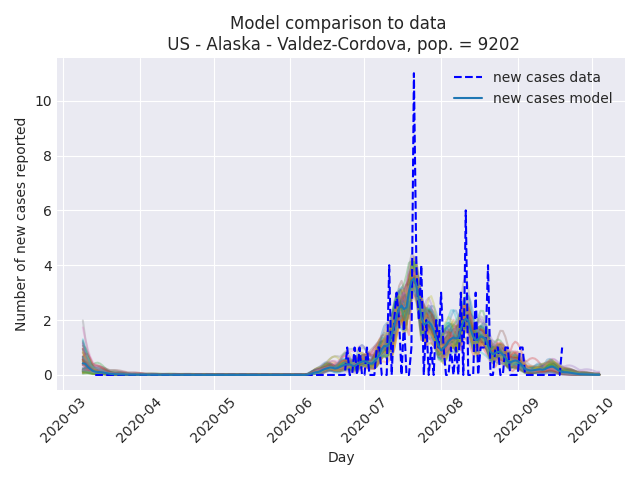 Model comparison to data
US - Alaska - Valdez-Cordova, pop. = 9202
new cases data
new cases model
Number of new cases reported
10
8
6
4
2
0
2020-03
2020-04
2020-05
2020-06
2020-07
2020-08
2020-09
2020-10
Day